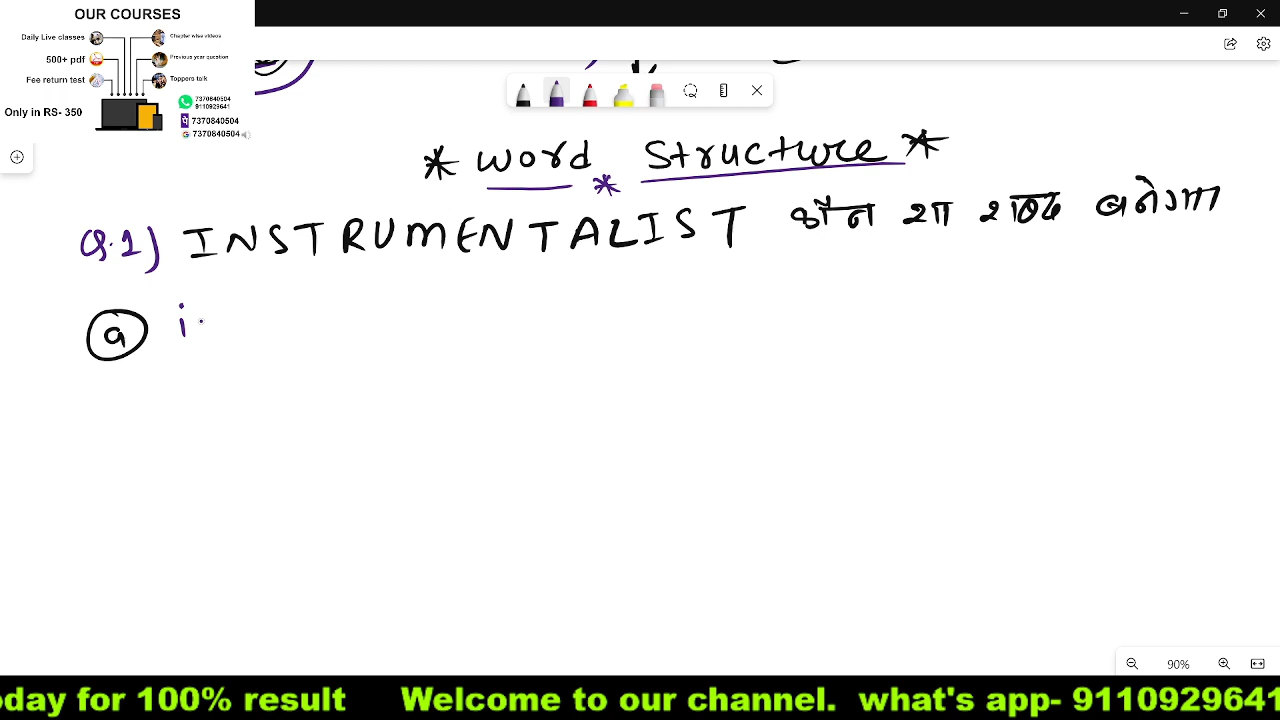 OUR COURSES
Daily Live classes
Chapter wise videos
500+ pdf
Previous year question
Fee return test
Toppers talk
Only in RS- 350
7370840504
9110929641
7370840504
7370840504
* word structure *
*
Q.1) INSTRUMENTALIST कौन सा शब्द बनेगा
a i
90%
oday for 100% result Welcome to our channel. what's app- 9110929641